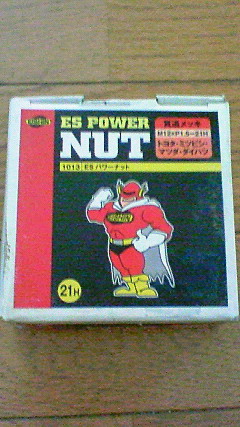 ES POWER
NUT
貫通メッキ
M12×P1.5−21H
トヨタ・ミツビシ・
マツダ・ダイハツ
1013 ESパワーナット
21H